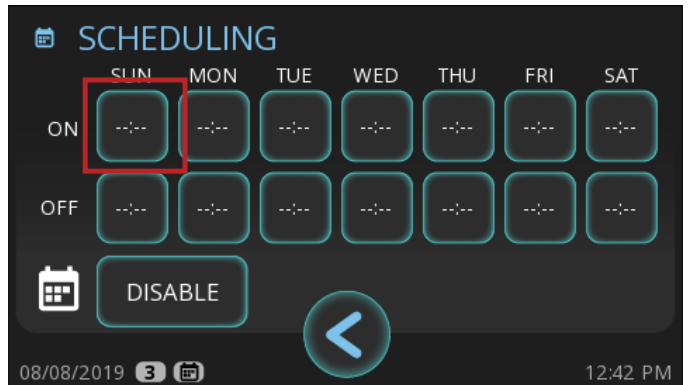 SCHEDULING
SUN MON TUE WED THU FRI SAT
ON --:-- --:-- --:-- --:-- --:-- --:-- --:--
OFF --:-- --:-- --:-- --:-- --:-- --:-- --:--
DISABLE
08/08/2019 3 12:42 PM